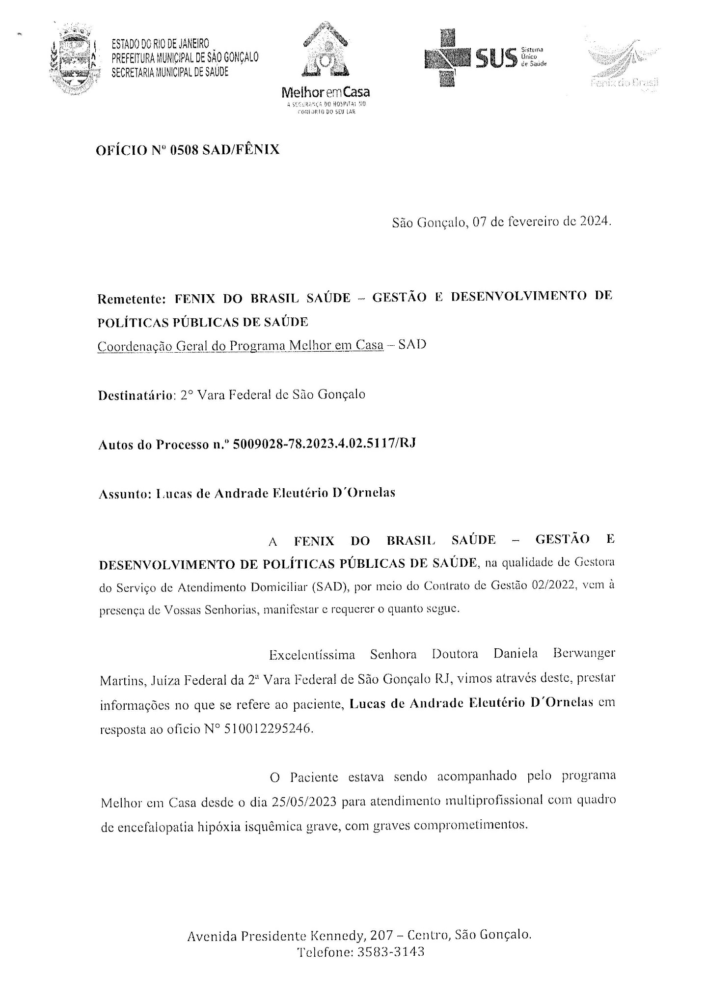 ESTADO DO RIO DE JANEIRO
PREFEITURA MUNICIPAL DE SÃO GONÇALO
SECRETARIA MUNICIPAL DE SAÚDE
MelhoremCasa
A SEGURANÇA DO HOSPITAL NO
CONFORTO DO SEU LAR
SUS
Sistema
Único
de Saúde
Fenix do Brasil
OFÍCIO Nº 0508 SAD/FÊNIX
São Gonçalo, 07 de fevereiro de 2024.
Remetente: FENIX DO BRASIL SAÚDE – GESTÃO E DESENVOLVIMENTO DE
POLÍTICAS PÚBLICAS DE SAÚDE
Coordenação Geral do Programa Melhor em Casa – SAD
Destinatário: 2° Vara Federal de São Gonçalo
Autos do Processo n.º 5009028-78.2023.4.02.5117/RJ
Assunto: Lucas de Andrade Eleutério D´Ornelas
A FENIX DO BRASIL SAÚDE – GESTÃO E
DESENVOLVIMENTO DE POLÍTICAS PÚBLICAS DE SAÚDE, na qualidade de Gestora
do Serviço de Atendimento Domiciliar (SAD), por meio do Contrato de Gestão 02/2022, vem à
presença de Vossas Senhorias, manifestar e requerer o quanto segue.
Excelentíssima Senhora Doutora Daniela Berwanger
Martins, Juíza Federal da 2ª Vara Federal de São Gonçalo RJ, vimos através deste, prestar
informações no que se refere ao paciente, Lucas de Andrade Eleutério D´Ornelas em
resposta ao oficio N° 510012295246.
O Paciente estava sendo acompanhado pelo programa
Melhor em Casa desde o dia 25/05/2023 para atendimento multiprofissional com quadro
de encefalopatia hipóxia isquêmica grave, com graves comprometimentos.
Avenida Presidente Kennedy, 207 – Centro, São Gonçalo.
Telefone: 3583-3143